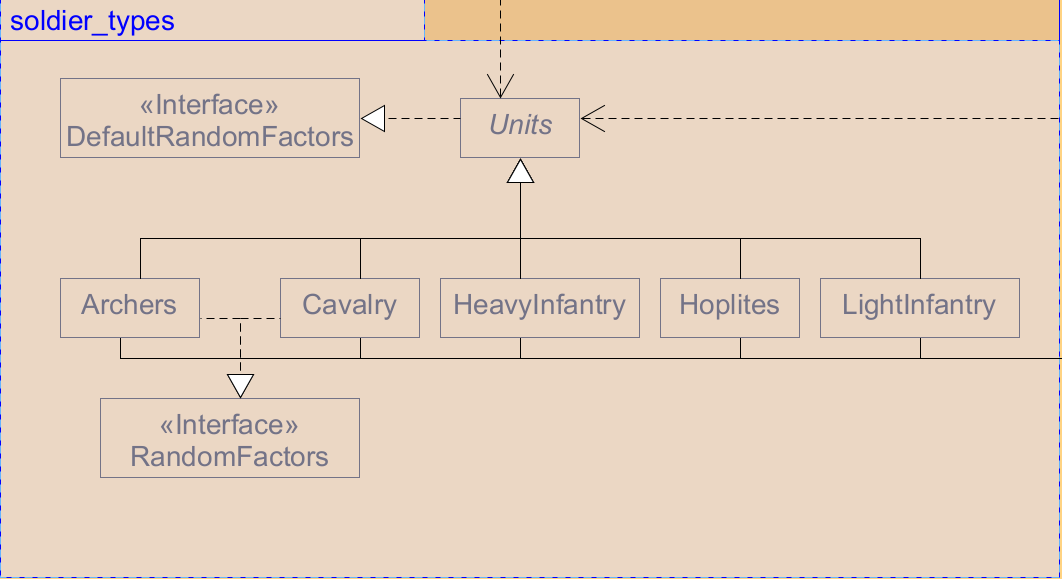 soldier_types
«Interface»
DefaultRandomFactors
Units
Archers
Cavalry
HeavyInfantry
Hoplites
LightInfantry
«Interface»
RandomFactors